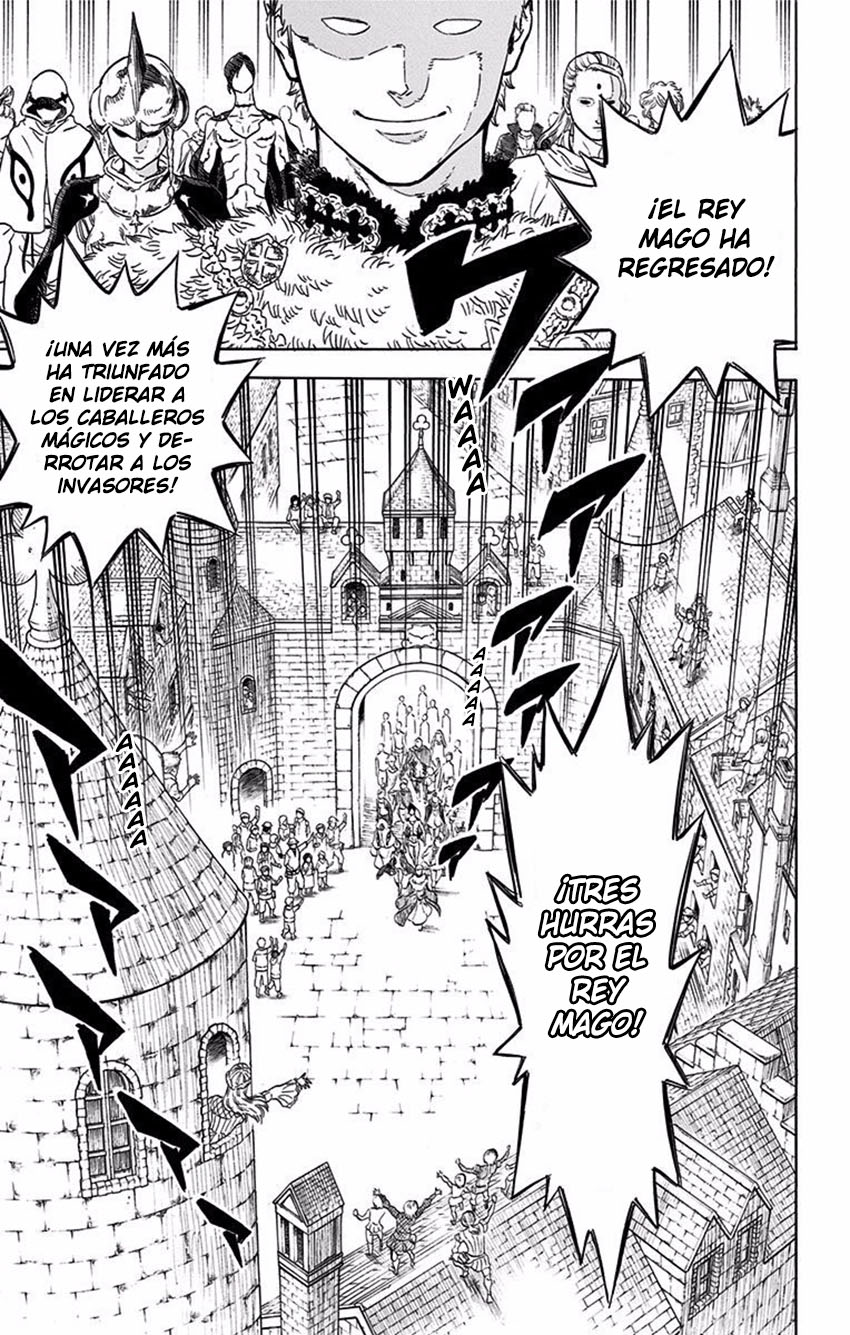 ¡EL REY
MAGO HA
REGRESADO!
¡UNA VEZ MÁS
HA TRIUNFADO
EN LIDERAR A
LOS CABALLEROS
MÁGICOS Y DE-
RROTAR A LOS
INVASORES!
WAAAA
AAAAA
AAAAAA
¡TRES
HURRAS
POR EL
REY
MAGO!